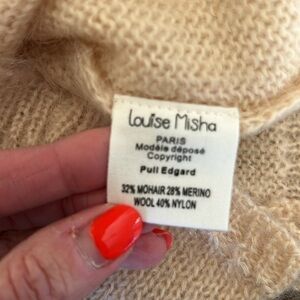 Louise Misha
PARIS
Modèle déposé
Copyright
Pull Edgard
32% MOHAIR 28% MERINO
WOOL 40% NYLON